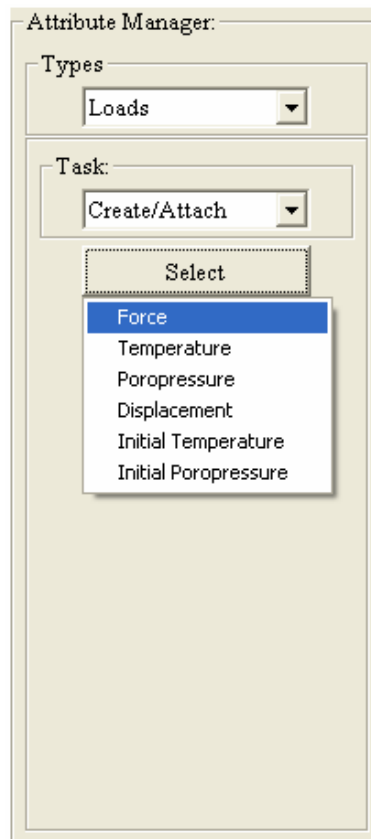 Attribute Manager:
Types
Loads
Task:
Create/Attach
Select
Force
Temperature
Poropressure
Displacement
Initial Temperature
Initial Poropressure